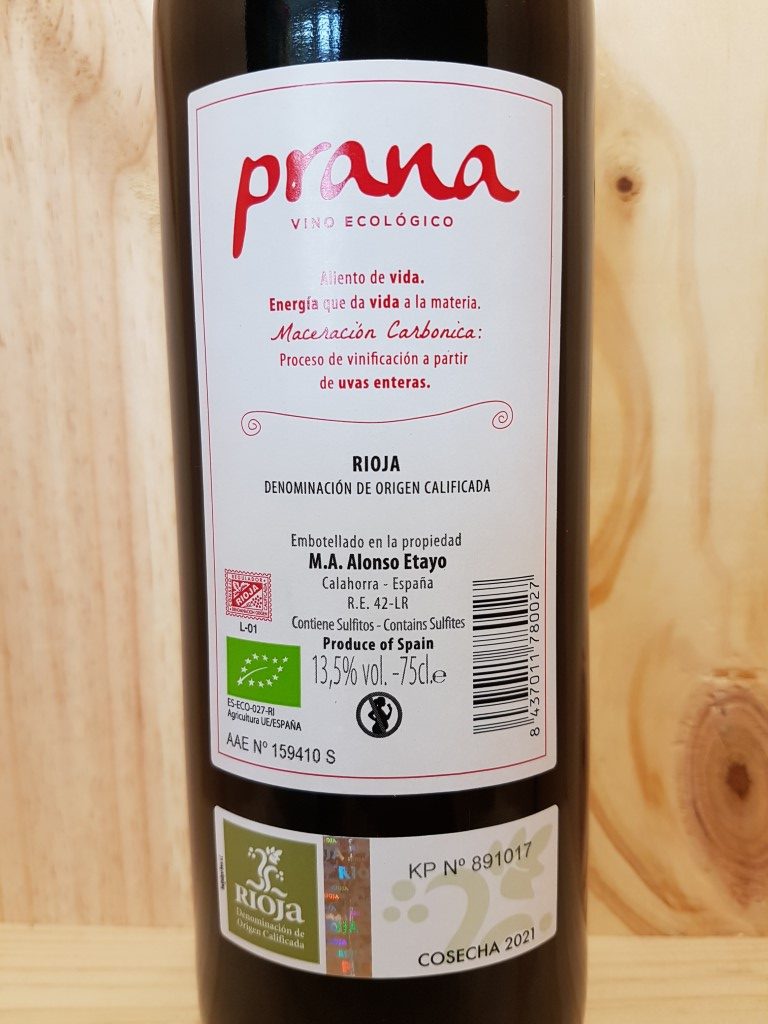 prana
VINO ECOLÓGICO
Aliento de vida.
Energía que da vida a la materia.
Maceración Carbonica:
Proceso de vinificación a partir
de uvas enteras.
RIOJA
DENOMINACIÓN DE ORIGEN CALIFICADA
Embotellado en la propiedad
M.A. Alonso Etayo
Calahorra - España
R.E. 42-LR
Contiene Sulfitos - Contains Sulfites
Produce of Spain
13,5% vol. -75cl.e
RIOJA
L-01
ES-ECO-027-RI
Agricultura UE/ESPAÑA
AAE Nº 159410 S
8 437011 780027
RIOJA
Denominación de
Origen Calificada
KP Nº 891017
COSECHA 2021